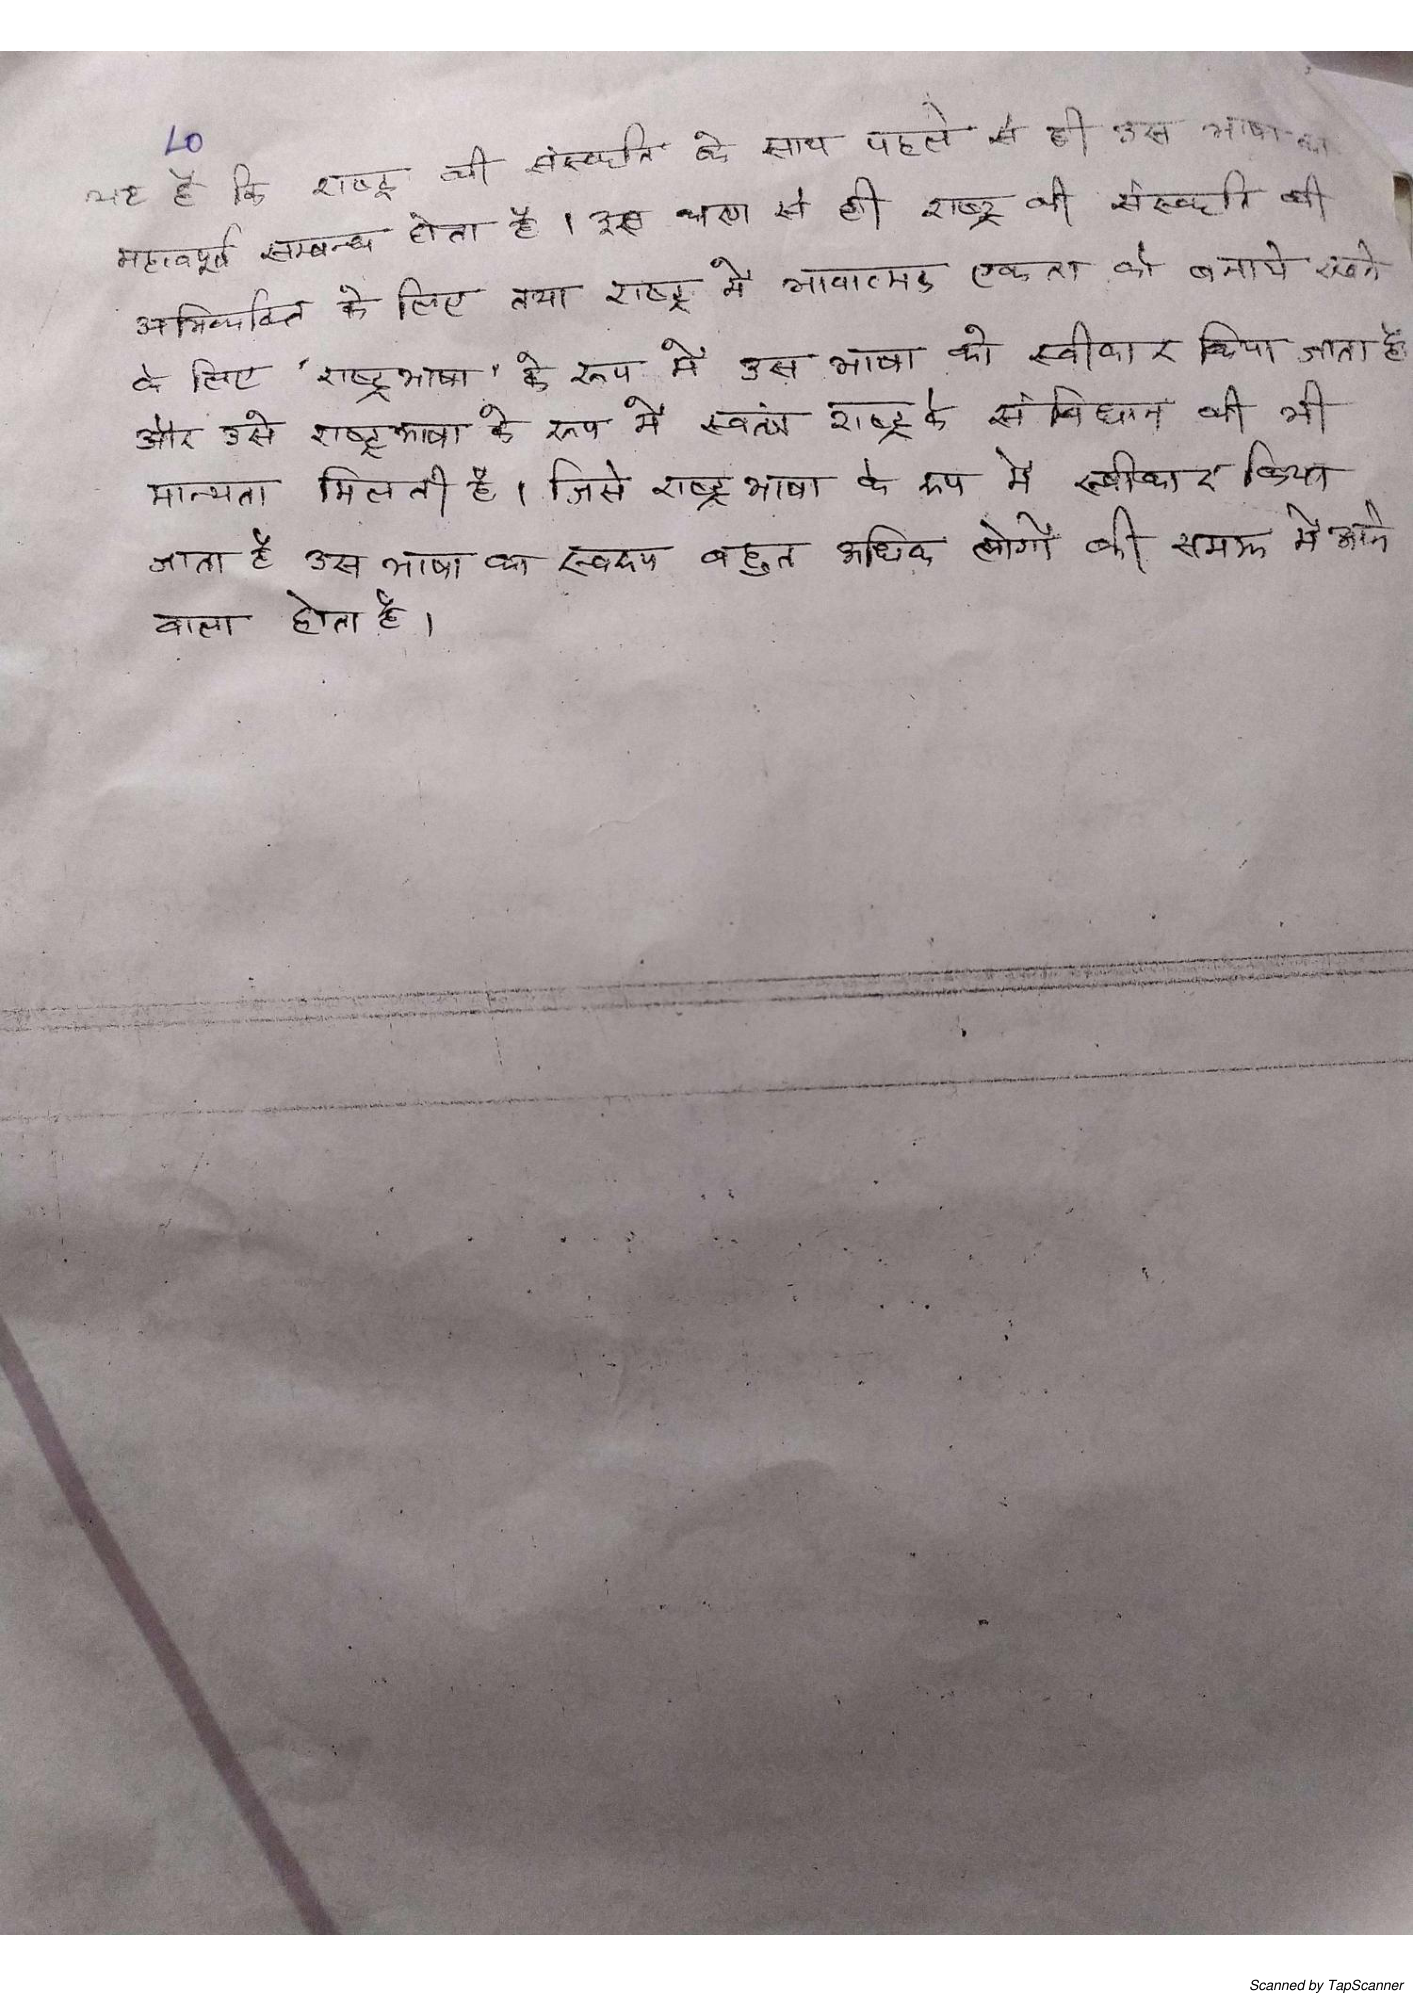 LO
यह है कि राष्ट्र की संस्कृति के साथ पहले से ही उस भाषा का
महत्वपूर्ण सम्बन्ध होता है । इस कारण से ही राष्ट्र की संस्कृति की
अभिव्यक्ति के लिए तथा राष्ट्र में भावात्मक एकता को बनाये रखने
के लिए 'राष्ट्रभाषा' के रूप में उस भाषा को स्वीकार किया जाता है
और उसे राष्ट्रभाषा के रूप में स्वतंत्र राष्ट्र के संविधान की भी
मान्यता मिलती है । जिसे राष्ट्रभाषा के रूप में स्वीकार किया
जाता है उस भाषा का स्वरूप बहुत अधिक लोगों की समझ में आने
वाला होता है ।
Scanned by TapScanner